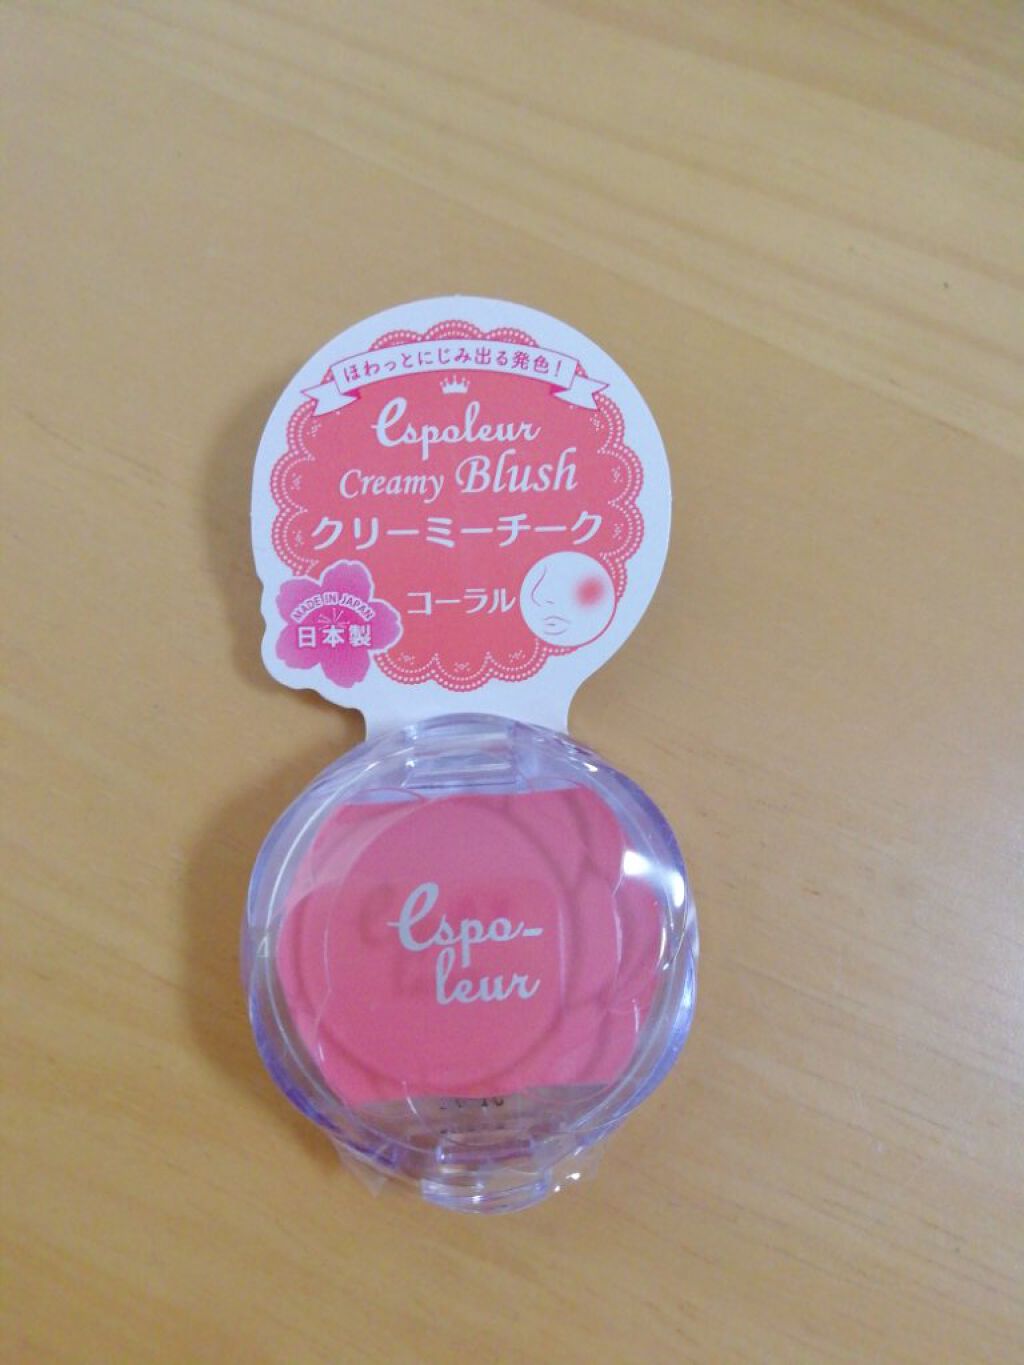 ほわっとにじみ出る発色!
espoleur
Creamy Blush
クリーミーチーク
コーラル
MADE IN JAPAN
日本製
espo-
leur